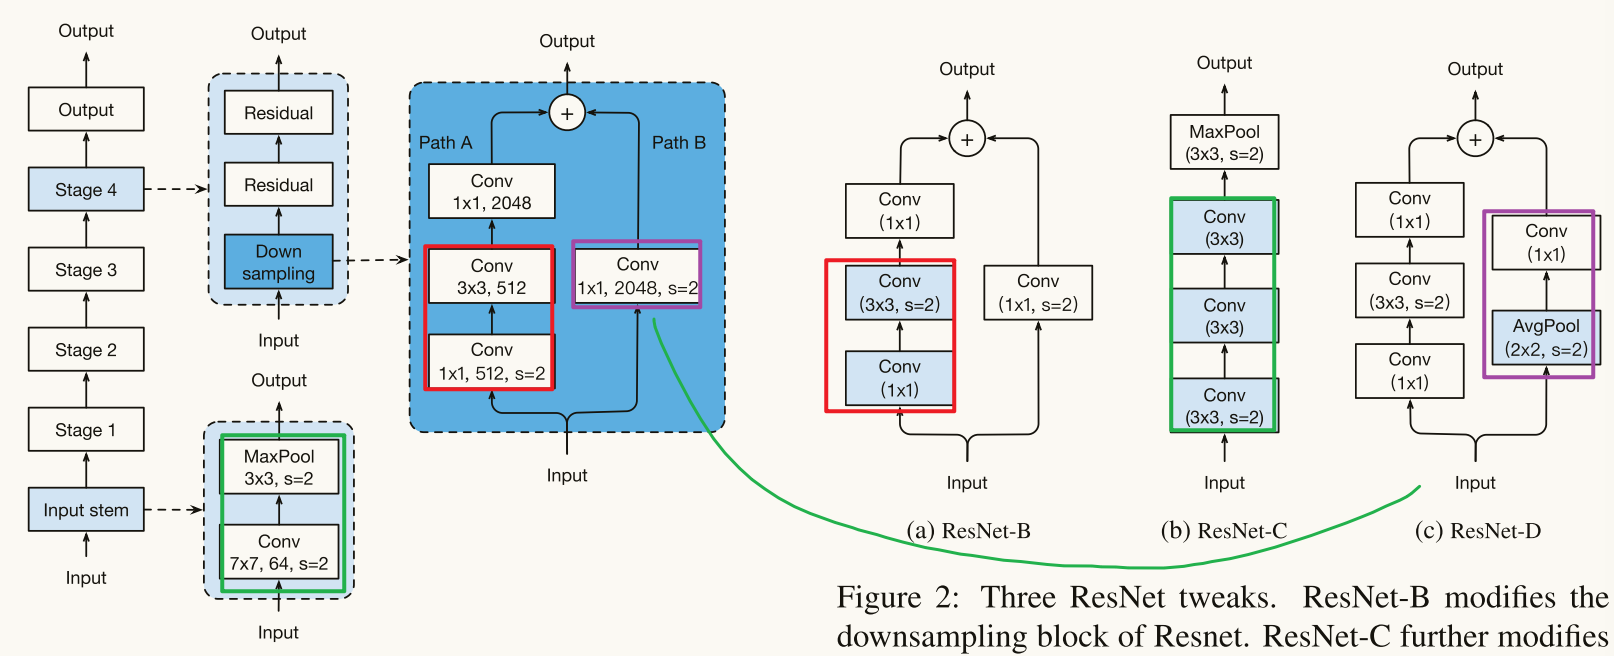 Output
Output
Stage 4
Stage 3
Stage 2
Stage 1
Input stem
Input
Output
Residual
Residual
Down
sampling
Input
Output
MaxPool
3x3, s=2
Conv
7x7, 64, s=2
Input
Output
+
Path A
Path B
Conv
1x1, 2048
Conv
3x3, 512
Conv
1x1, 512, s=2
Conv
1x1, 2048, s=2
Input
Output
+
Conv
(1x1)
Conv
(3x3, s=2)
Conv
(1x1)
Conv
(1x1, s=2)
Input
(a) ResNet-B
Output
MaxPool
(3x3, s=2)
Conv
(3x3)
Conv
(3x3)
Conv
(3x3, s=2)
Input
(b) ResNet-C
Output
+
Conv
(1x1)
Conv
(3x3, s=2)
Conv
(1x1)
Conv
(1x1)
AvgPool
(2x2, s=2)
Input
(c) ResNet-D
Figure 2: Three ResNet tweaks. ResNet-B modifies the
downsampling block of Resnet. ResNet-C further modifies